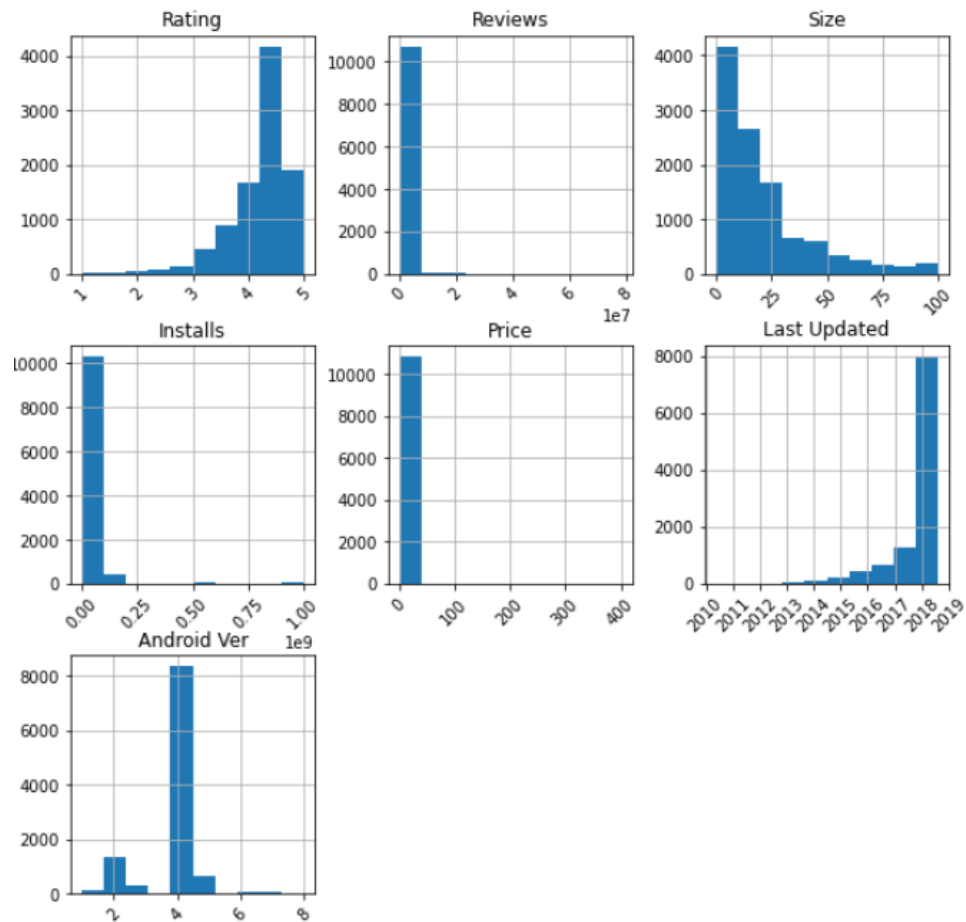 Rating
4000
3000
2000
1000
0
1 2 3 4 5
Reviews
10000
8000
6000
4000
2000
0
0 2 4 6 8
1e7
Size
4000
3000
2000
1000
0
0 25 50 75 100
Installs
10000
8000
6000
4000
2000
0
0.00 0.25 0.50 0.75 1.00
1e9
Price
10000
8000
6000
4000
2000
0
0 100 200 300 400
Last Updated
8000
6000
4000
2000
0
2010 2011 2012 2013 2014 2015 2016 2017 2018 2019
Android Ver
8000
6000
4000
2000
0
2 4 6 8